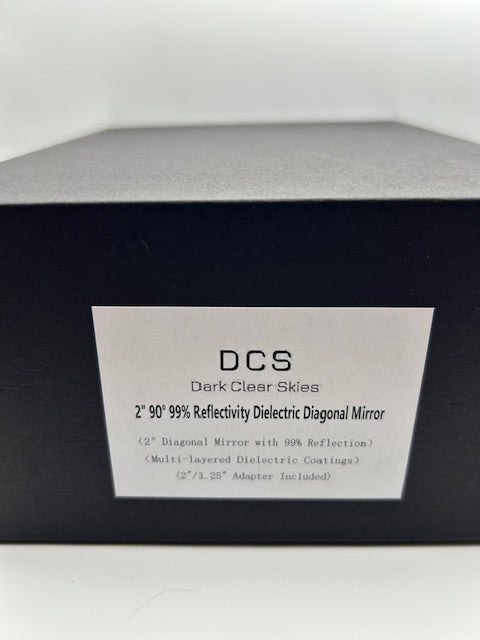 DCS
Dark Clear Skies
2" 90° 99% Reflectivity Dielectric Diagonal Mirror
(2" Diagonal Mirror with 99% Reflection)
(Multi-layered Dielectric Coatings)
(2"/1.25" Adapter Included)